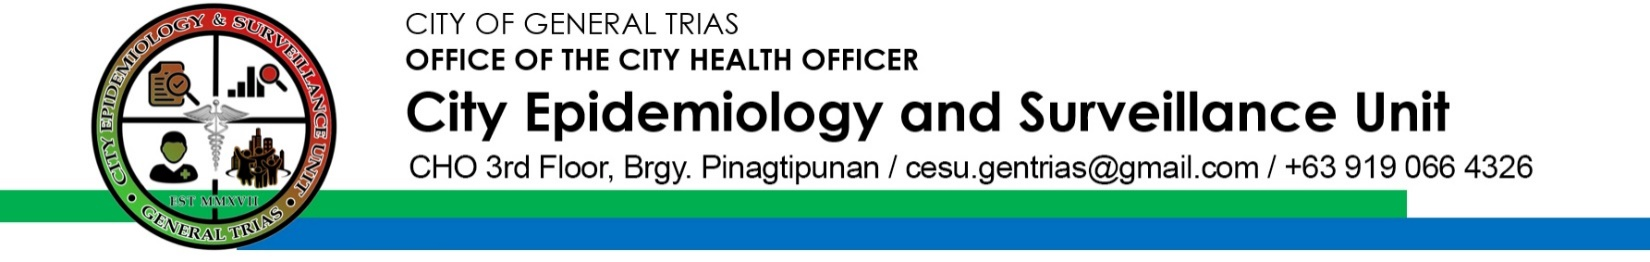 CITY EPIDEMIOLOGY & SURVEILLANCE UNIT
EST MMXVII
GENERAL TRIAS
CITY OF GENERAL TRIAS
OFFICE OF THE CITY HEALTH OFFICER
City Epidemiology and Surveillance Unit
CHO 3rd Floor, Brgy. Pinagtipunan / cesu.gentrias@gmail.com / +63 919 066 4326